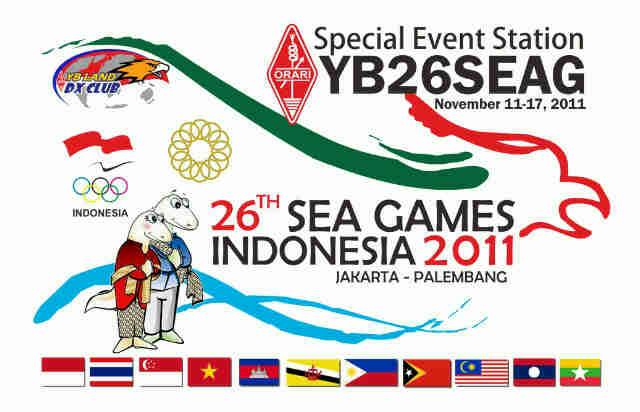 YB LAND
DX CLUB
ORARI
Special Event Station
YB26SEAG
November 11-17, 2011
INDONESIA
26TH SEA GAMES
INDONESIA 2011
JAKARTA - PALEMBANG